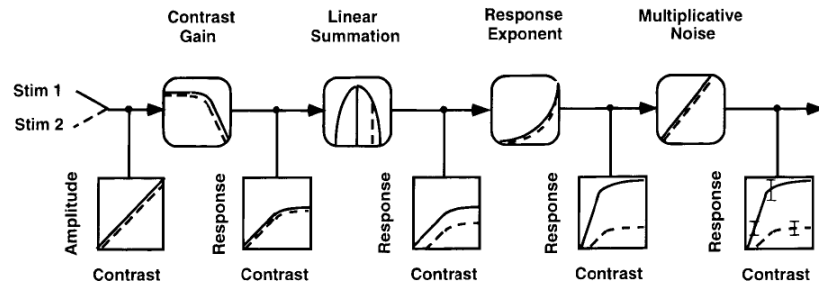 Contrast
Gain
Linear
Summation
Response
Exponent
Multiplicative
Noise
Stim 1
Stim 2
Amplitude
Response
Response
Response
Response
Contrast
Contrast
Contrast
Contrast
Contrast